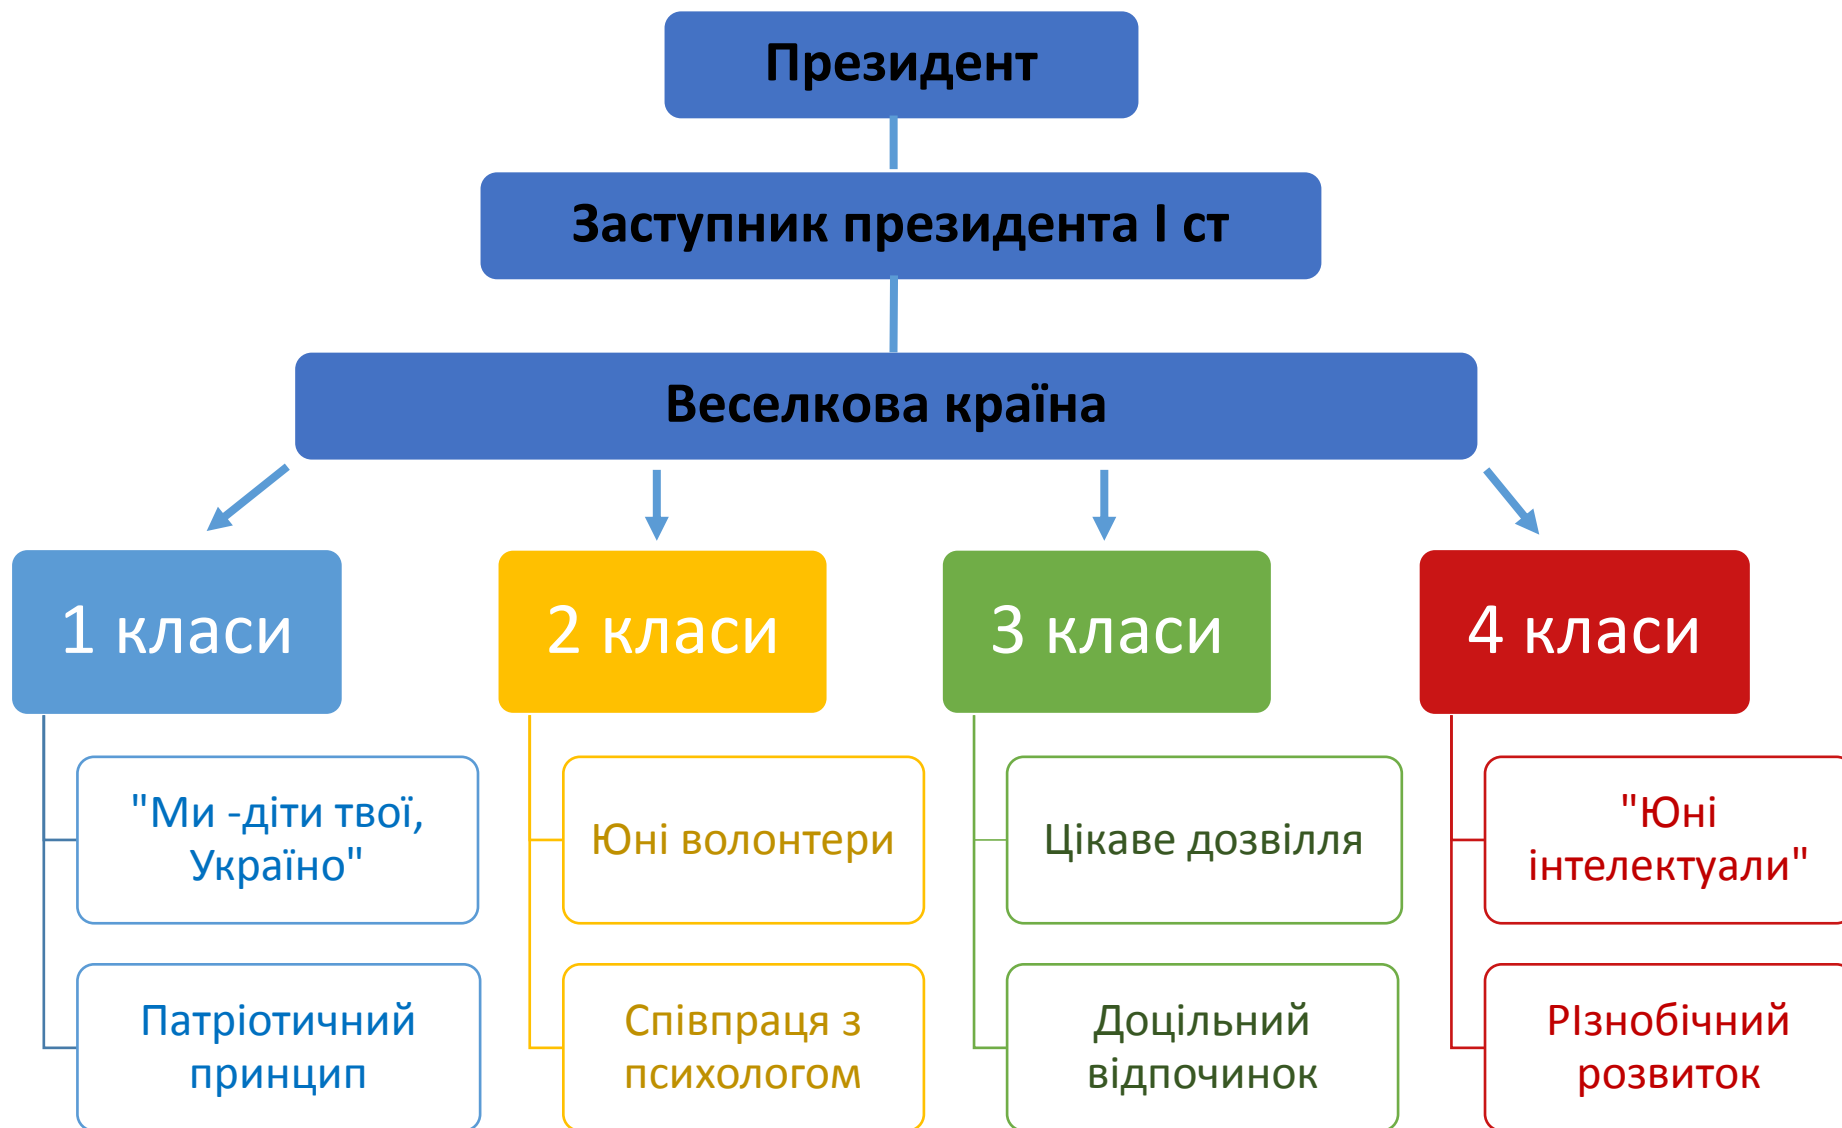 Президент
Заступник президента І ст
Веселкова країна
1 класи
2 класи
3 класи
4 класи
"Ми -діти твої,
Україно"
Юні волонтери
Цікаве дозвілля
"Юні
інтелектуали"
Патріотичний
принцип
Співпраця з
психологом
Доцільний
відпочинок
РІзнобічний
розвиток